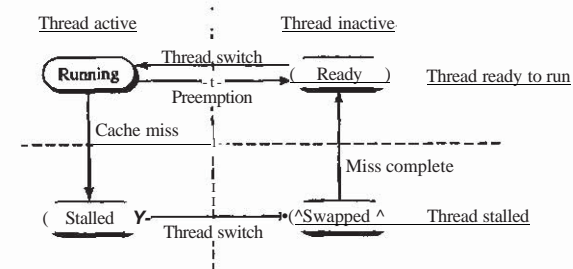 Thread active
Thread inactive
Thread switch
Running
( Ready )
Thread ready to run
Preemption
Cache miss
Miss complete
( Stalled Y-
•(^Swapped ^
Thread stalled
Thread switch